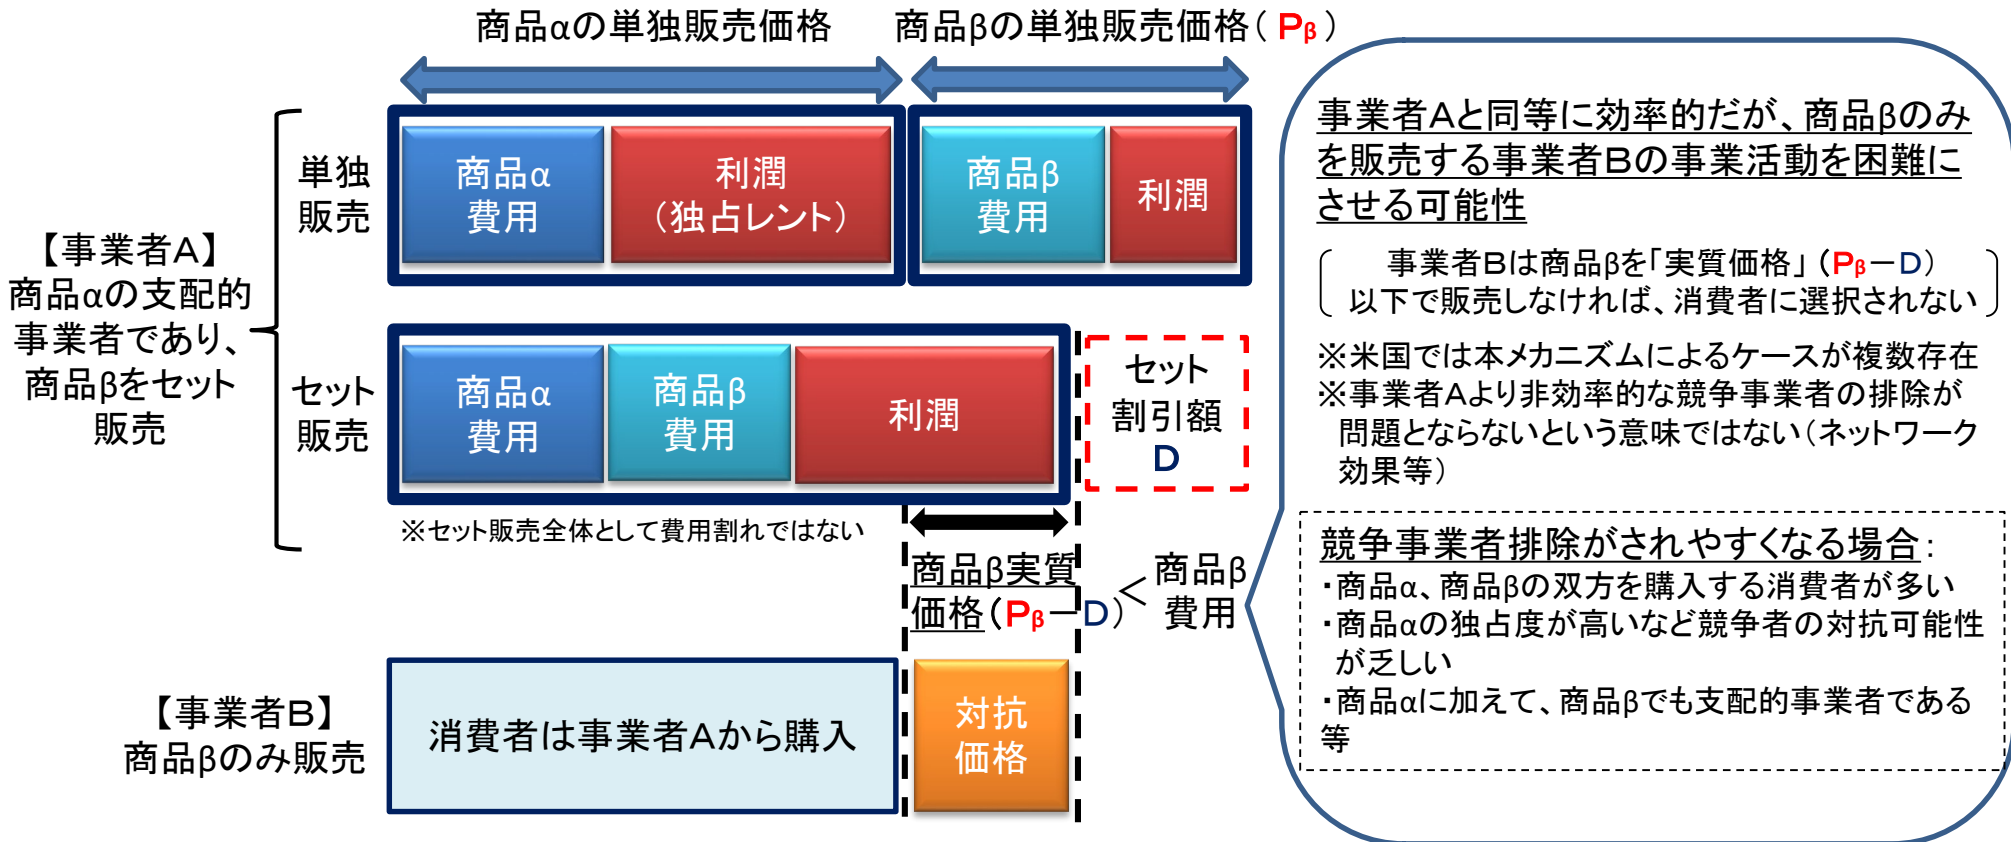 商品αの単独販売価格
商品βの単独販売価格(Pβ)
【事業者A】
商品αの支配的
事業者であり、
商品βをセット
販売
単独
販売
商品α
費用
利潤
(独占レント)
商品β
費用
利潤
セット
販売
商品α
費用
商品β
費用
利潤
セット
割引額
D
※セット販売全体として費用割れではない
商品β実質
価格(Pβ-D)
<
商品β
費用
【事業者B】
商品βのみ販売
消費者は事業者Aから購入
対抗
価格
事業者Aと同等に効率的だが、商品βのみ
を販売する事業者Bの事業活動を困難に
させる可能性
事業者Bは商品βを「実質価格」(Pβ-D)
以下で販売しなければ、消費者に選択されない
※米国では本メカニズムによるケースが複数存在
※事業者Aより非効率的な競争事業者の排除が
問題とならないという意味ではない(ネットワーク
効果等)
競争事業者排除がされやすくなる場合:
・商品α、商品βの双方を購入する消費者が多い
・商品αの独占度が高いなど競争者の対抗可能性
が乏しい
・商品αに加えて、商品βでも支配的事業者である
等